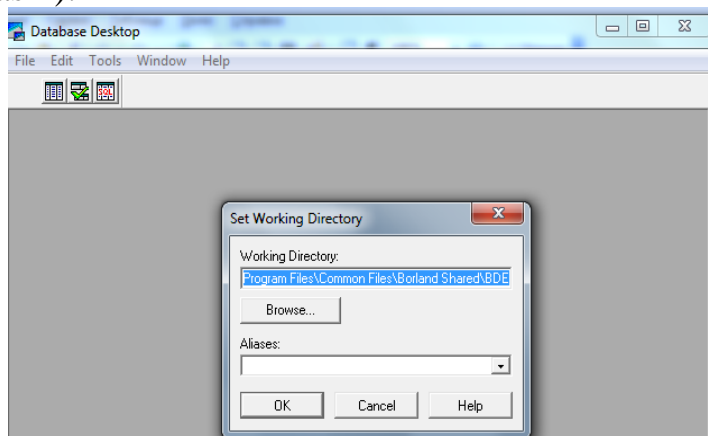 Database Desktop
File Edit Tools Window Help
SQL
Set Working Directory
Working Directory:
Program Files\Common Files\Borland Shared\BDE
Browse...
Aliases:
OK Cancel Help